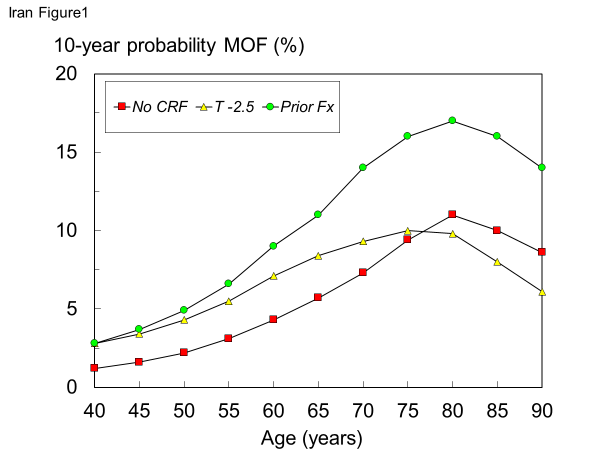 Iran Figure1
10-year probability MOF (%)
20
No CRF T -2.5 Prior Fx
15
10
5
0
40 45 50 55 60 65 70 75 80 85 90
Age (years)